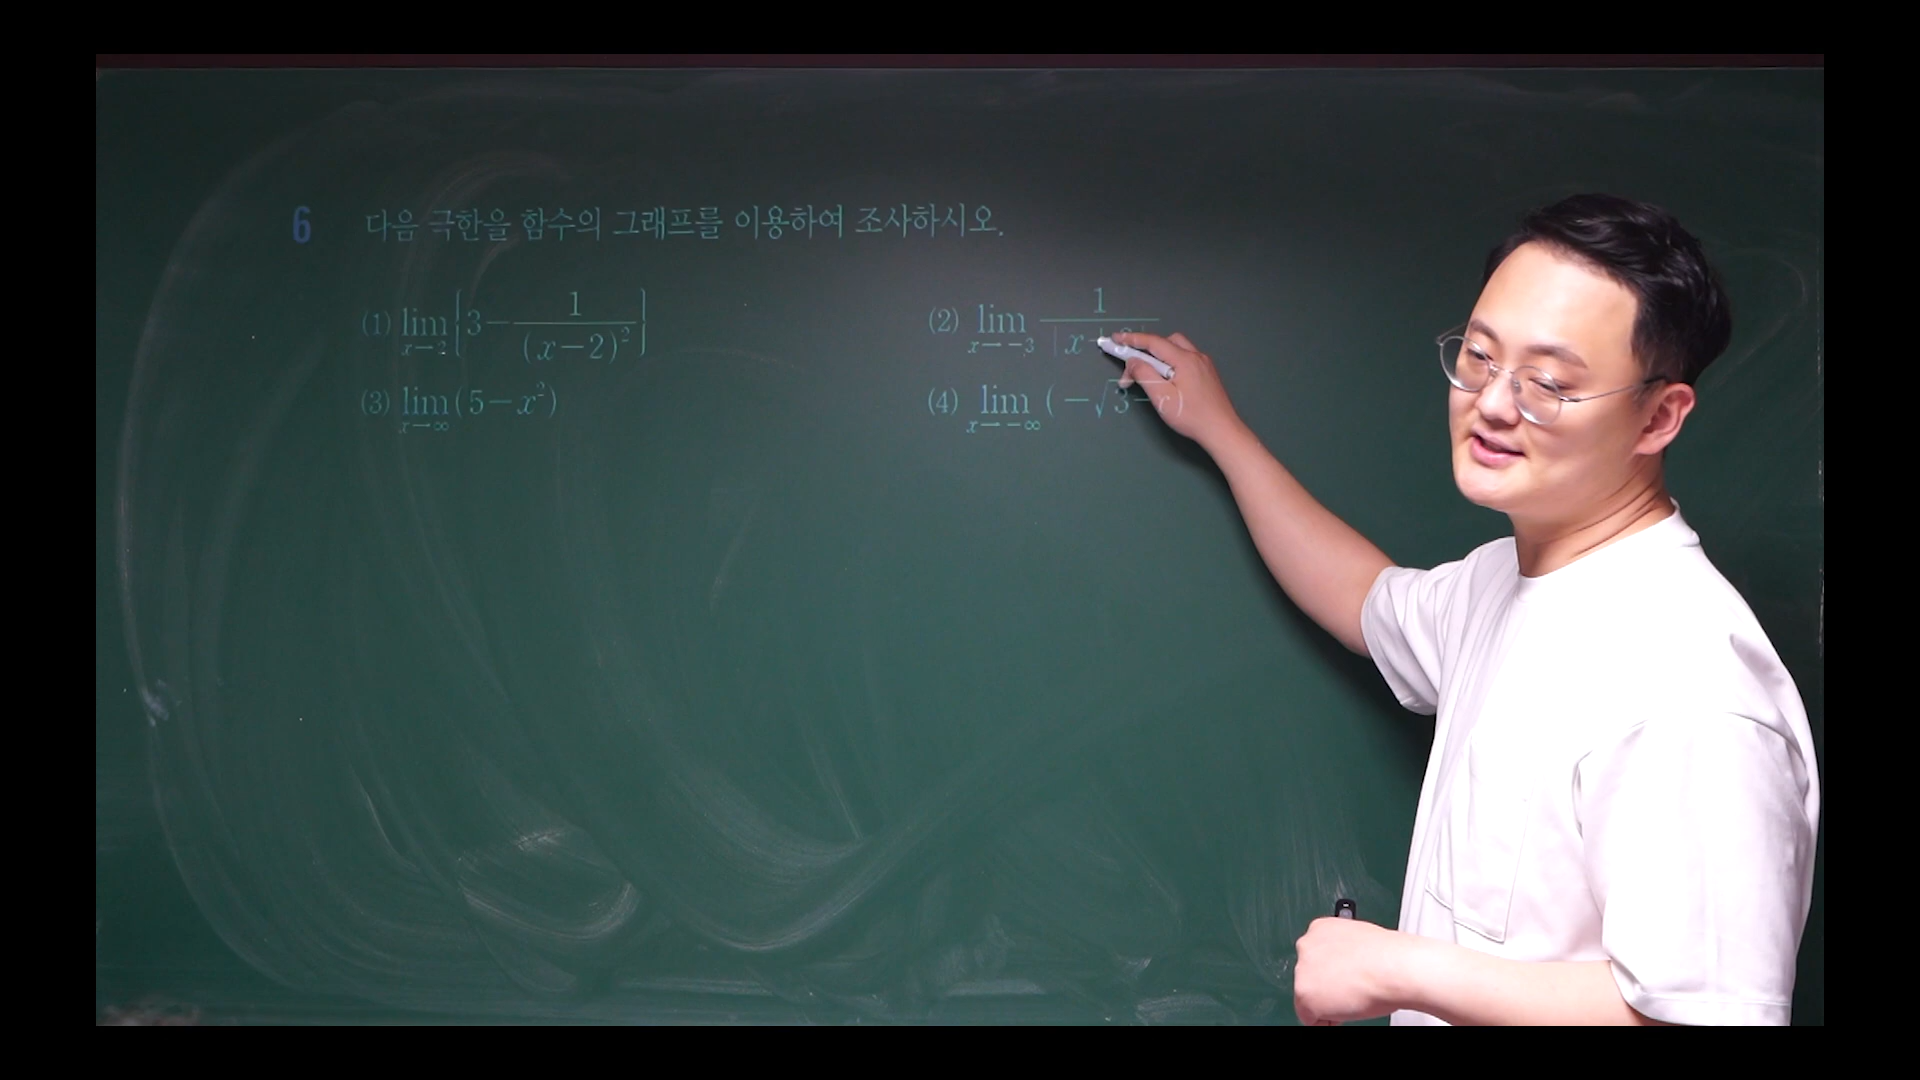 6 다음 극한을 함수의 그래프를 이용하여 조사하시오.
(1) lim_{x→2} {3 − 1/(x−2)²}
(2) lim_{x→−3} 1/|x+3|
(3) lim_{x→∞} (5−x²)
(4) lim_{x→−∞} (−√(3−x))